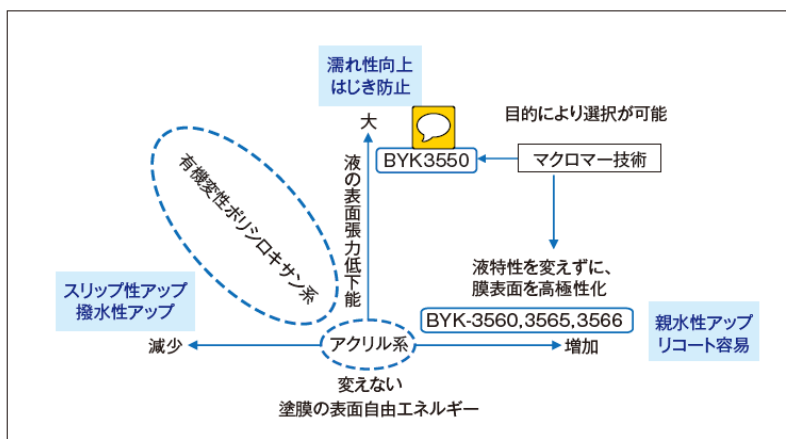 濡れ性向上
はじき防止
目的により選択が可能
大
BYK3550
マクロマー技術
液の表面張力低下能
有機変性ポリシロキサン系
液特性を変えずに、
膜表面を高極性化
スリップ性アップ
撥水性アップ
BYK-3560,3565,3566
親水性アップ
リコート容易
減少
アクリル系
増加
変えない
塗膜の表面自由エネルギー